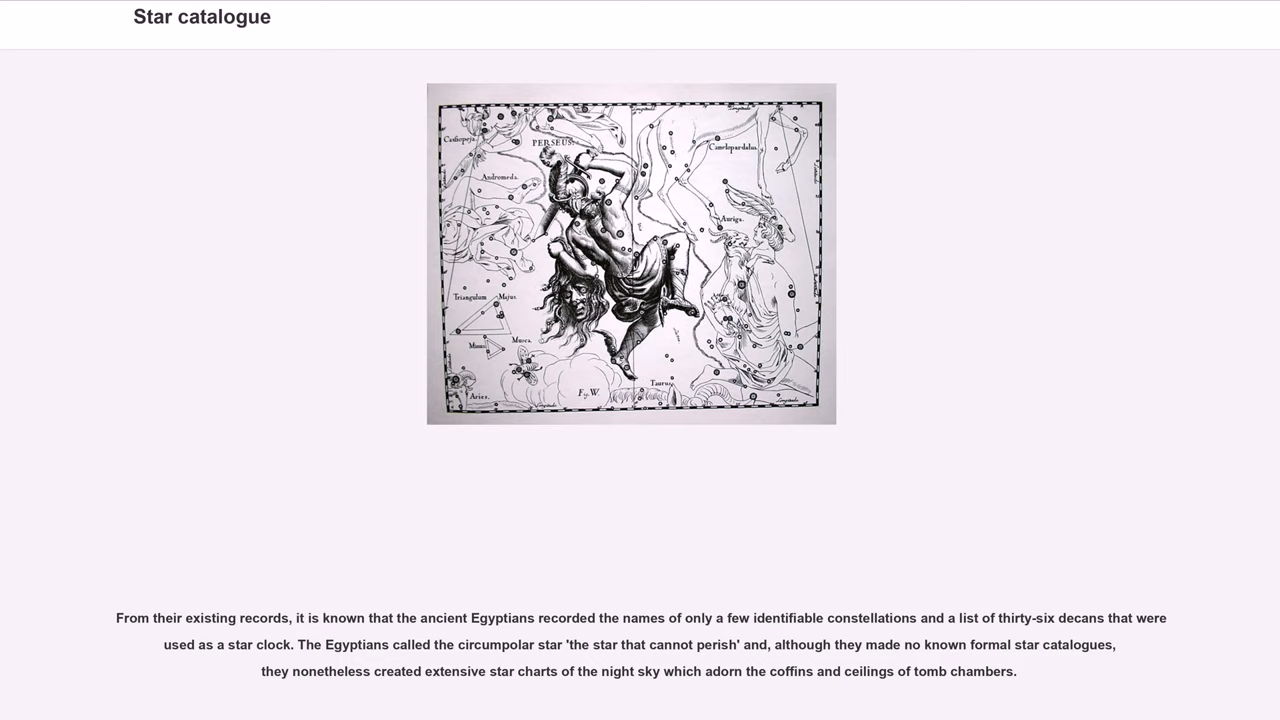 Star catalogue
Cassiopeja.
PERSEUS.
Camelopardalus.
Andromeda.
Auriga.
Triangulum Majus.
Minus.
Musca.
Taurus.
Aries.
Fig. W.
From their existing records, it is known that the ancient Egyptians recorded the names of only a few identifiable constellations and a list of thirty-six decans that were
used as a star clock. The Egyptians called the circumpolar star 'the star that cannot perish' and, although they made no known formal star catalogues,
they nonetheless created extensive star charts of the night sky which adorn the coffins and ceilings of tomb chambers.